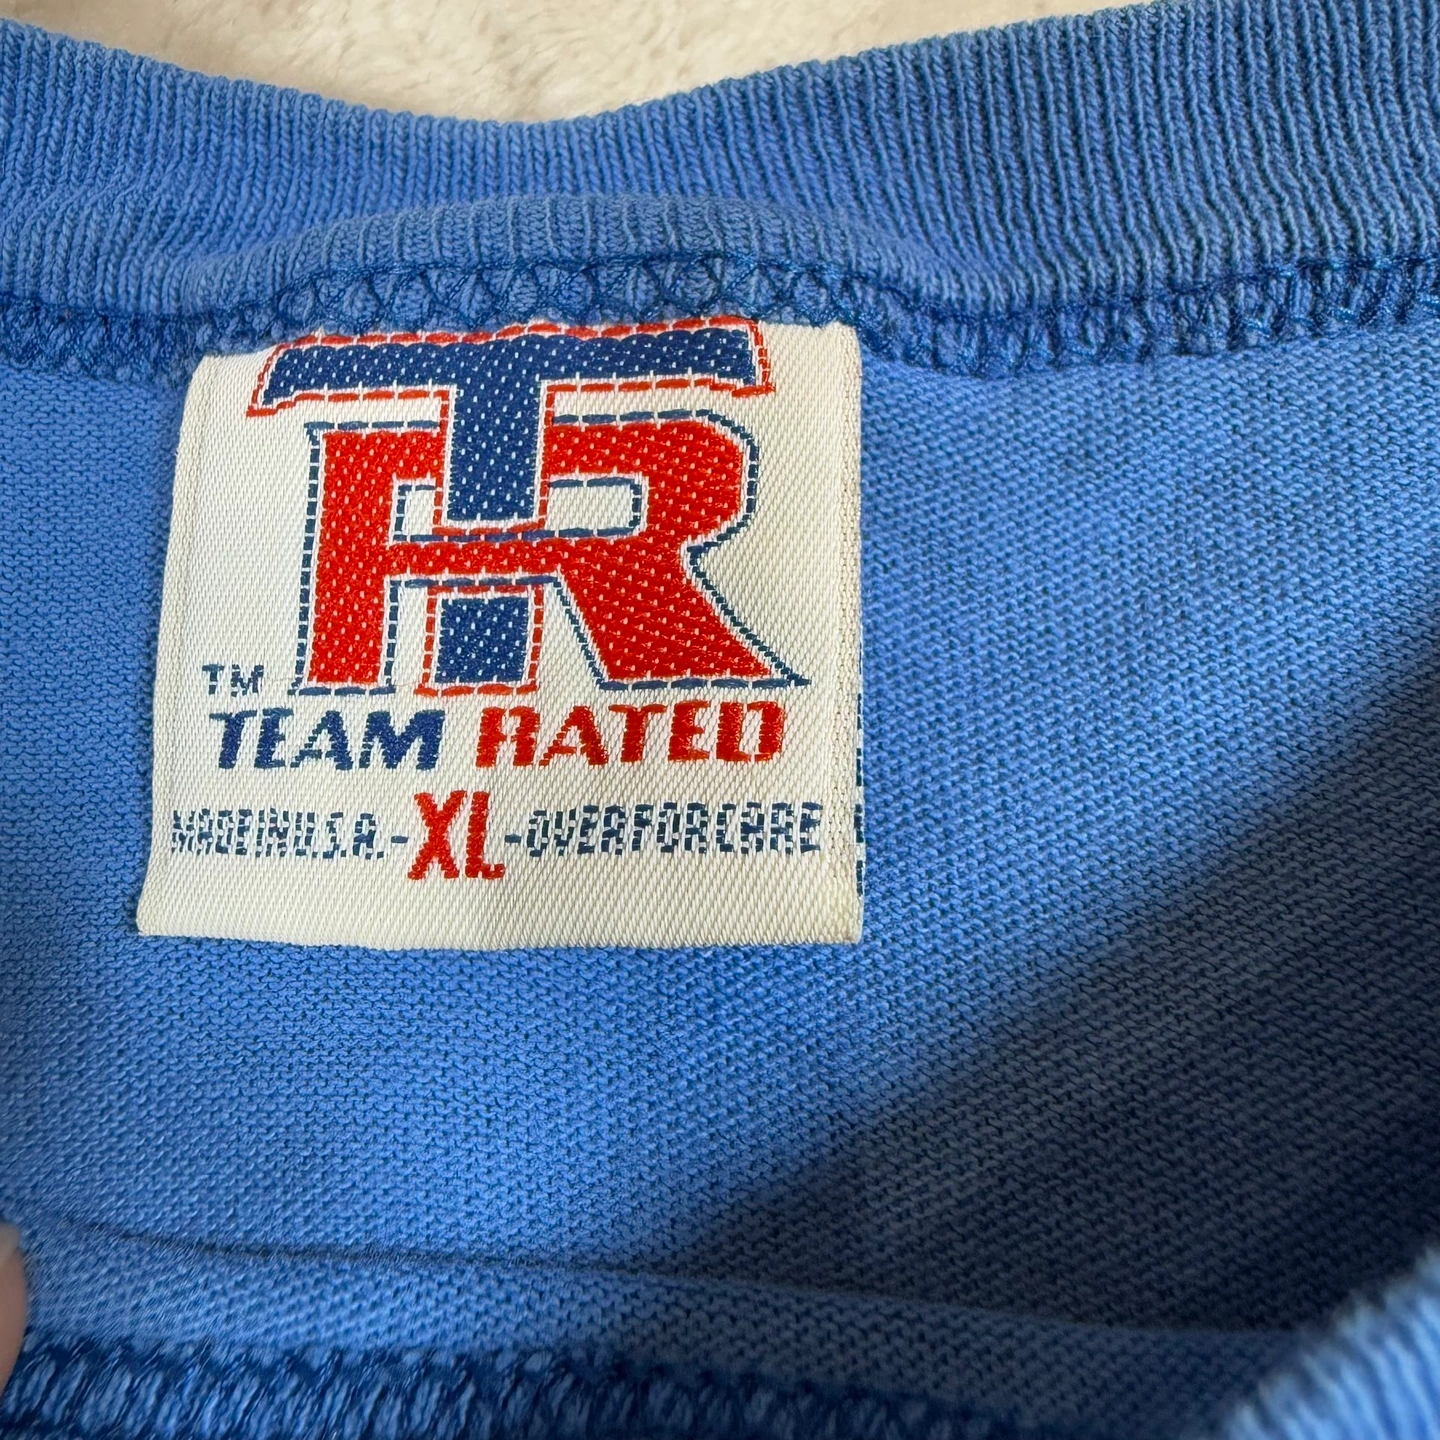 TR
TM
TEAM RATED
MADE IN U.S.A.-XL-OVER FOR CARE